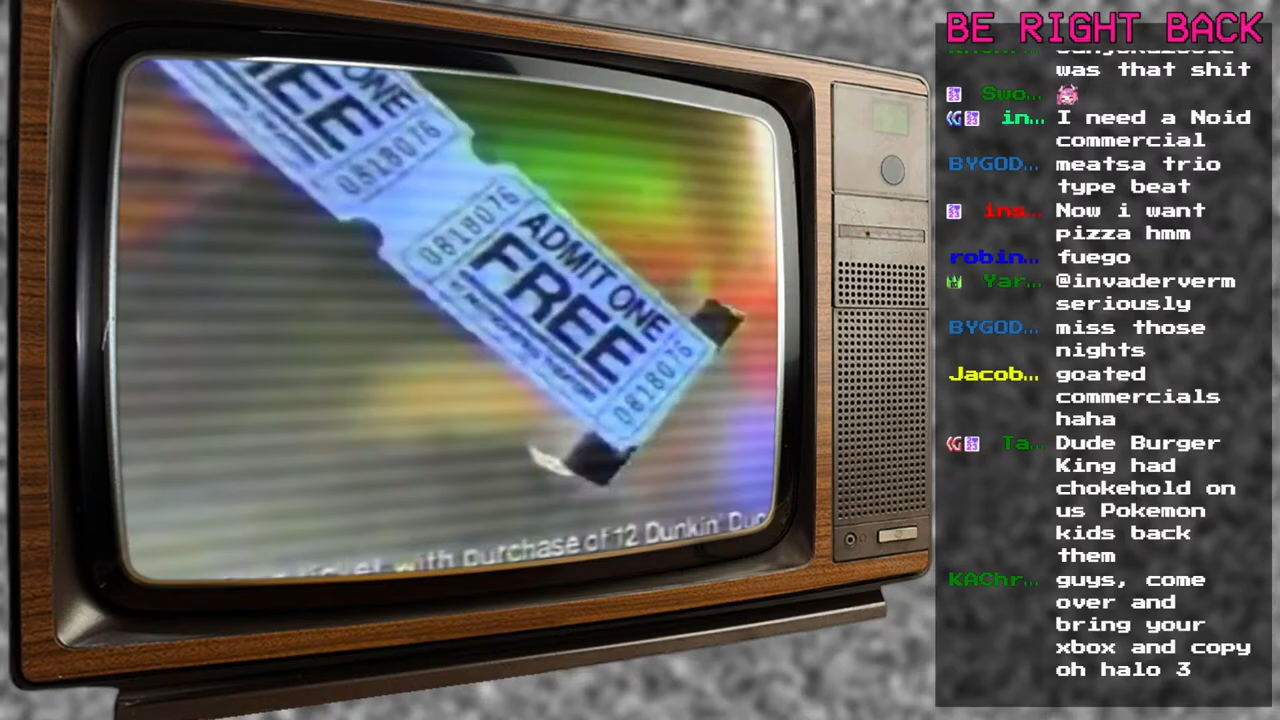 BE RIGHT BACK
was that shit
Swo...
in... I need a Noid
commercial
BYGOD... meatsa trio
type beat
ins... Now i want
pizza hmm
robin... fuego
Yar... @invaderverm
seriously
BYGOD... miss those
nights
Jacob... goated
commercials
haha
Ta... Dude Burger
King had
chokehold on
us Pokemon
kids back
them
KAChr... guys, come
over and
bring your
xbox and copy
oh halo 3
ONE
FREE
0818076
0818076
ADMIT ONE
FREE
0818076
with purchase of 12 Dunkin'